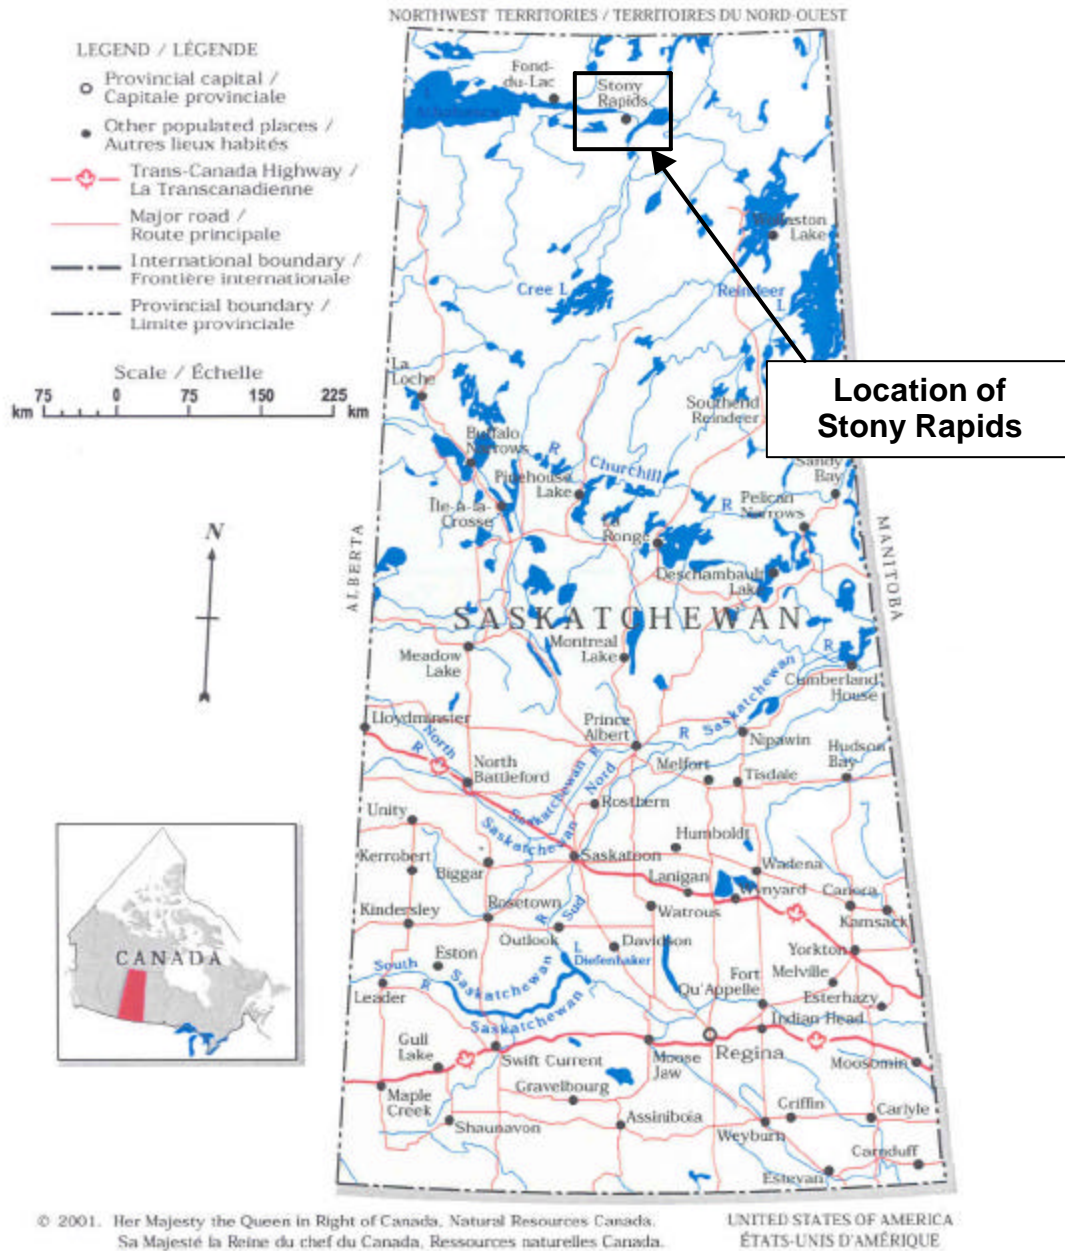 NORTHWEST TERRITORIES / TERRITOIRES DU NORD-OUEST
LEGEND / LÉGENDE
Provincial capital /
Capitale provinciale
Other populated places /
Autres lieux habités
Trans-Canada Highway /
La Transcanadienne
Major road /
Route principale
International boundary /
Frontière internationale
Provincial boundary /
Limite provinciale
Scale / Échelle
75 0 75 150 225
km km
N
Fond-
du-Lac
Stony
Rapids
L
Athabasca
Wollaston
Lake
Cree L
Reindeer
L
Location of
Stony Rapids
La
Loche
Southend
Reindeer
Buffalo
Narrows
R Churchill R
Pinehouse
Lake
Sandy
Bay
Île-à-la-
Crosse
Pelican
Narrows
La
Ronge
Deschambault
Lake
ALBERTA
MANITOBA
SASKATCHEWAN
Meadow
Lake
Montreal
Lake
R
Cumberland
House
Lloydminster
Prince
Albert
R Saskatchewan
Nipawin
Hudson
Bay
North
R
North
Battleford
Melfort
Tisdale
Saskatchewan R
Saskatchewan Nord
Rosthern
Unity
Humboldt
Kerrobert
Biggar
Saskatoon
Wadena
Lanigan
Wynyard
Canora
Kamsack
Kindersley
Rosetown
R Sud
Watrous
Outlook
Davidson
Yorkton
L
Diefenbaker
Eston
South
R
Saskatchewan
Saskatchewan
Leader
Fort
Qu'Appelle
Melville
Esterhazy
Indian Head
Gull
Lake
Swift Current
Moose
Jaw
Regina
Moosomin
Maple
Creek
Gravelbourg
Shaunavon
Assiniboia
Griffin
Weyburn
Carlyle
Carnduff
Estevan
CANADA
© 2001. Her Majesty the Queen in Right of Canada, Natural Resources Canada.
Sa Majesté la Reine du chef du Canada, Ressources naturelles Canada.
UNITED STATES OF AMERICA
ÉTATS-UNIS D'AMÉRIQUE